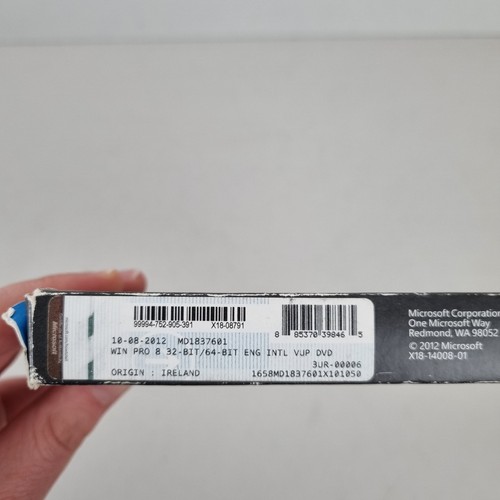 99994-762-905-391 X18-08791
8 85370 39846 5
10-08-2012 MD1837601
WIN PRO 8 32-BIT/64-BIT ENG INTL VUP DVD
3UR-00006
ORIGIN : IRELAND 1658MD1837601X101050
Microsoft Corporation
One Microsoft Way
Redmond, WA 98052
© 2012 Microsoft
X18-14008-01